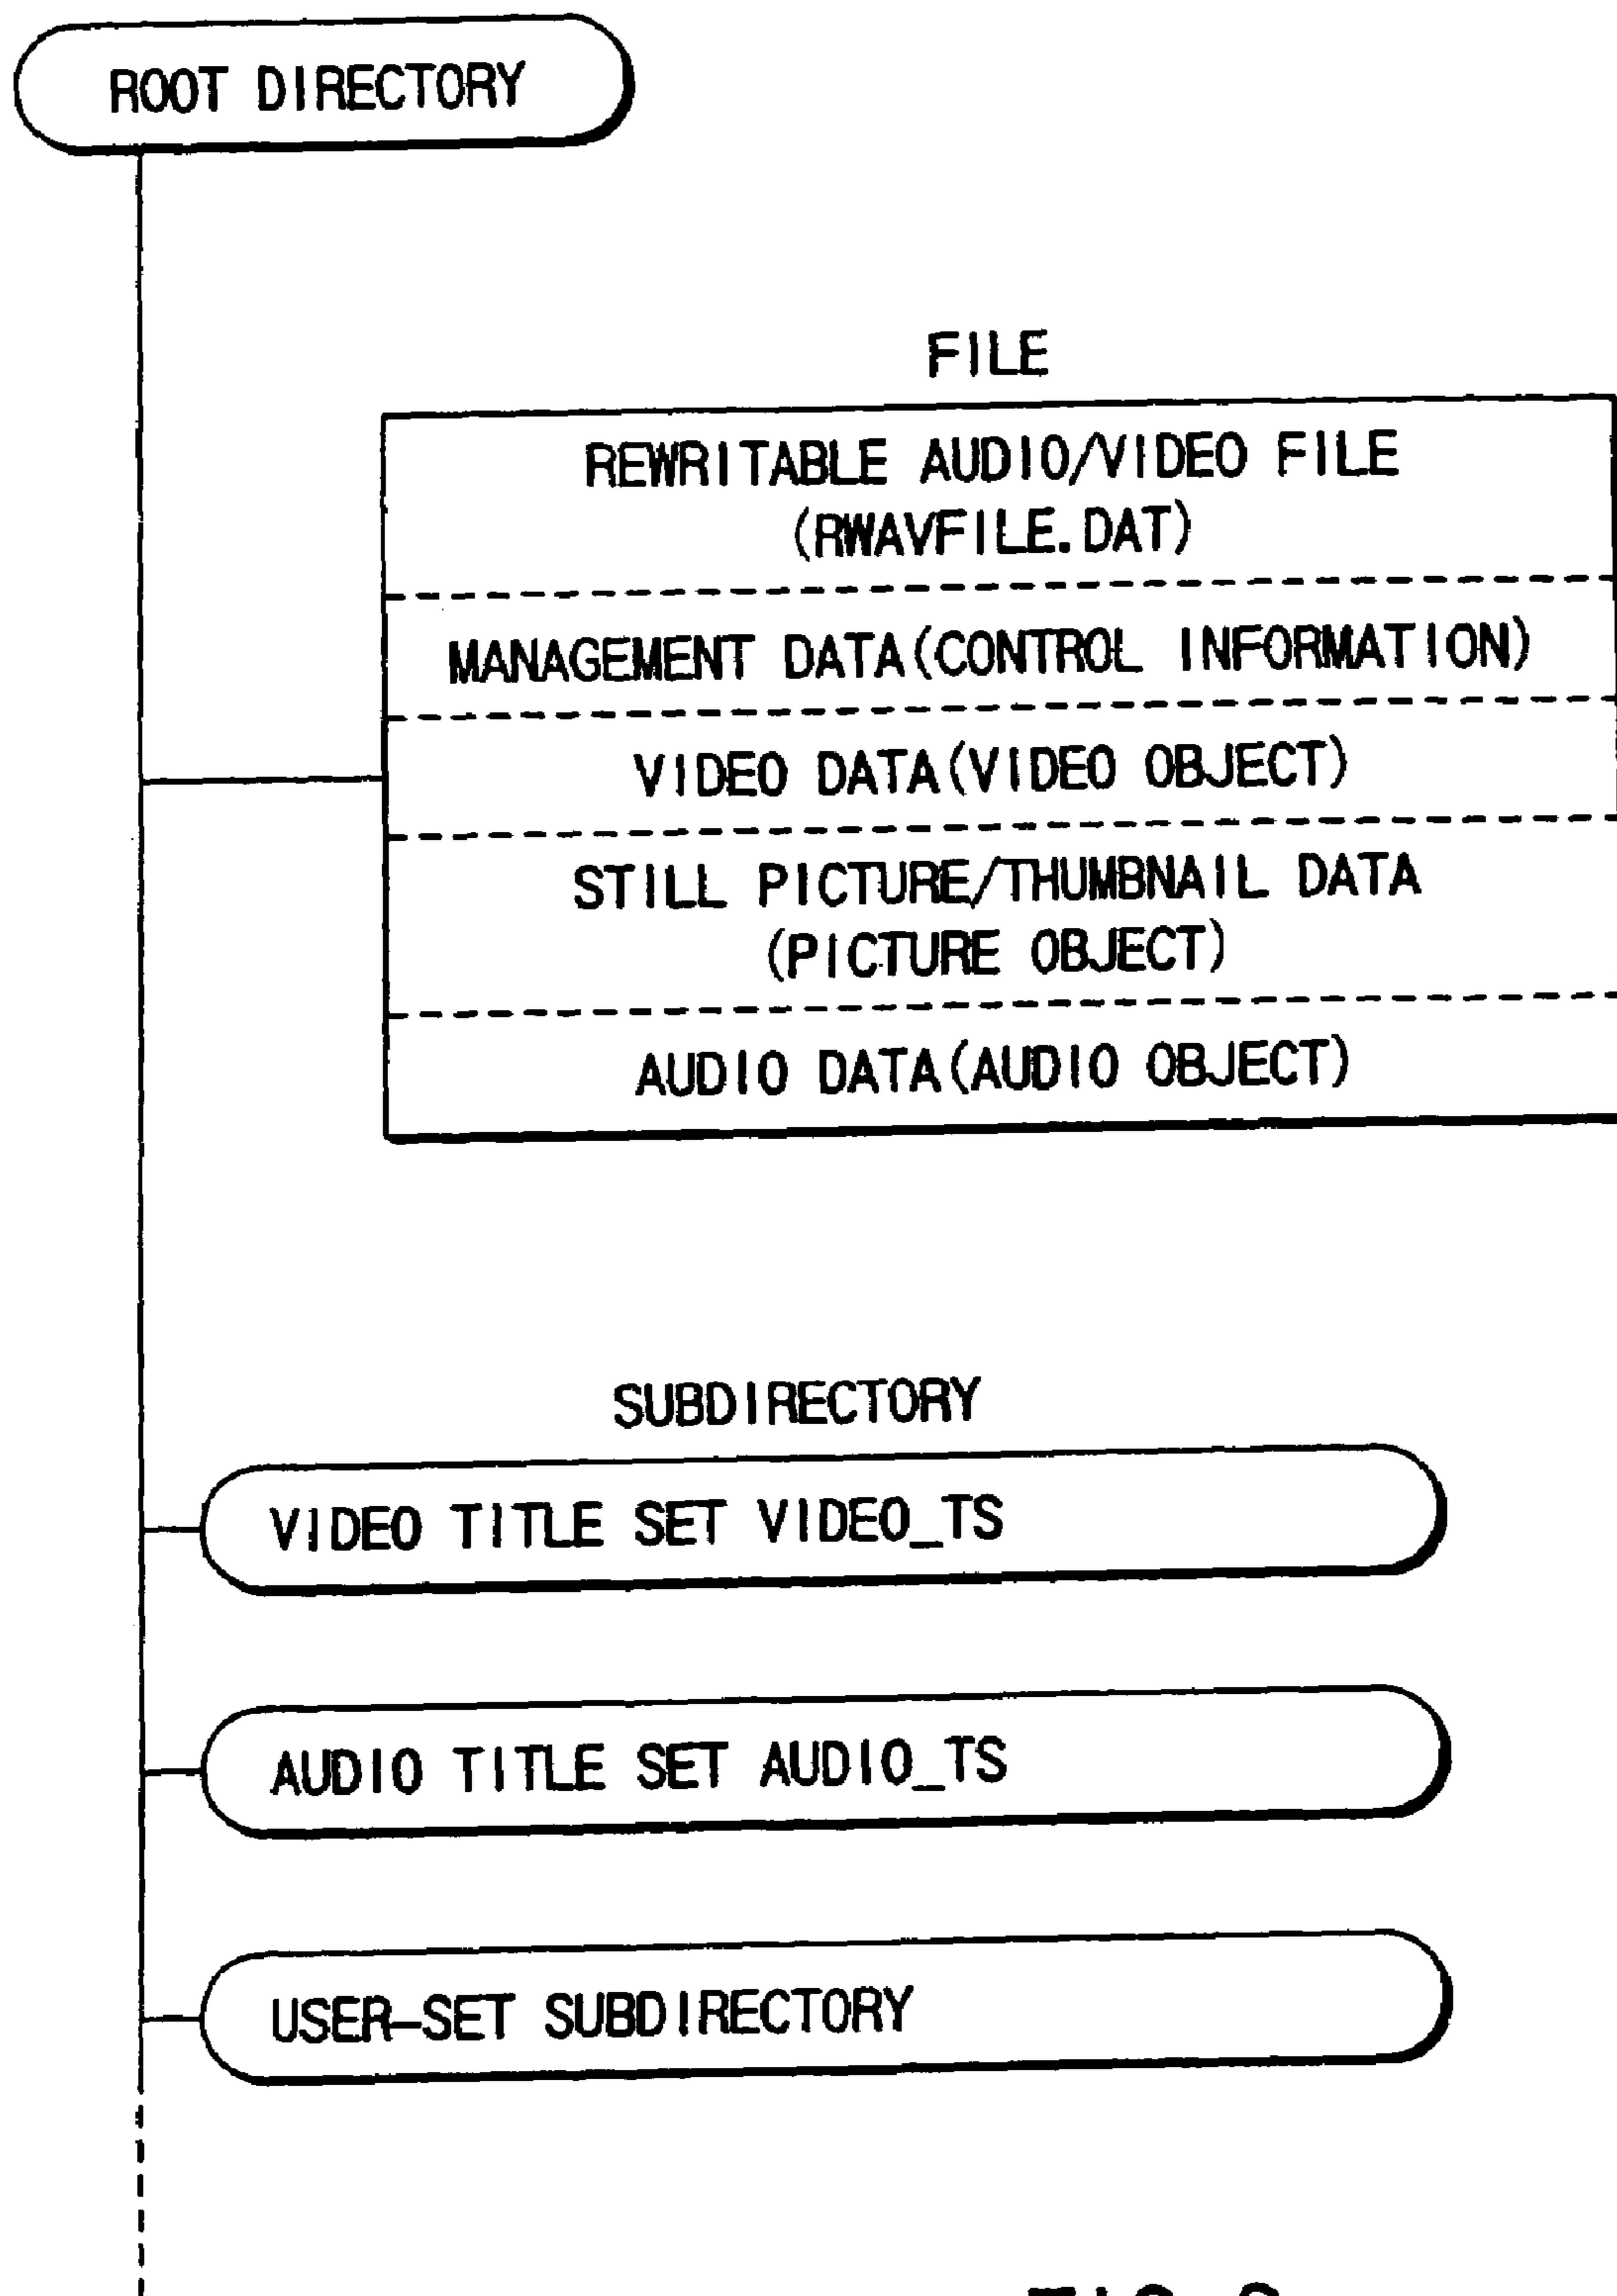 ROOT DIRECTORY
FILE
REWRITABLE AUDIO/VIDEO FILE
(RWAVFILE.DAT)
MANAGEMENT DATA(CONTROL INFORMATION)
VIDEO DATA(VIDEO OBJECT)
STILL PICTURE/THUMBNAIL DATA
(PICTURE OBJECT)
AUDIO DATA(AUDIO OBJECT)
SUBDIRECTORY
VIDEO TITLE SET VIDEO_TS
AUDIO TITLE SET AUDIO_TS
USER-SET SUBDIRECTORY